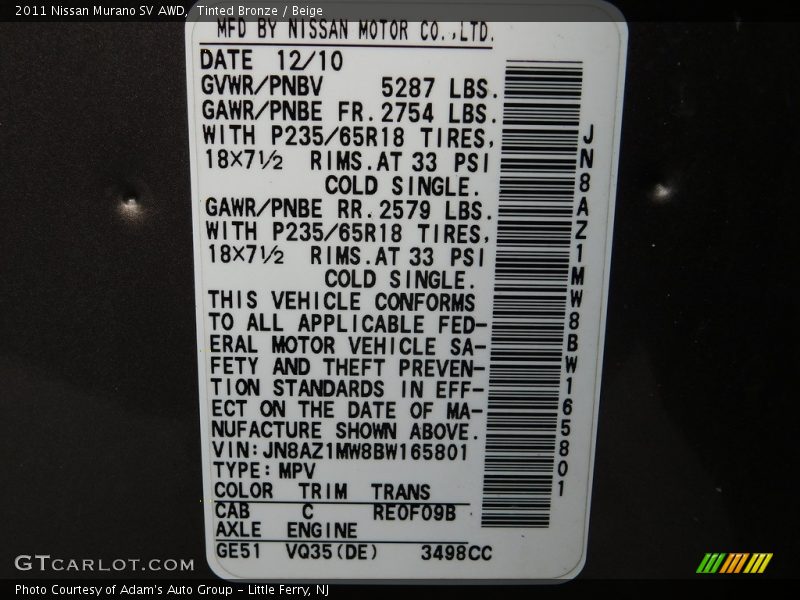 2011 Nissan Murano SV AWD, Tinted Bronze / Beige
MFD BY NISSAN MOTOR CO.,LTD.
DATE 12/10
GVWR/PNBV 5287 LBS.
GAWR/PNBE FR.2754 LBS.
WITH P235/65R18 TIRES,
18×7½ RIMS.AT 33 PSI
COLD SINGLE.
GAWR/PNBE RR.2579 LBS.
WITH P235/65R18 TIRES,
18×7½ RIMS.AT 33 PSI
COLD SINGLE.
THIS VEHICLE CONFORMS
TO ALL APPLICABLE FED-
ERAL MOTOR VEHICLE SA-
FETY AND THEFT PREVEN-
TION STANDARDS IN EFF-
ECT ON THE DATE OF MA-
NUFACTURE SHOWN ABOVE.
VIN:JN8AZ1MW8BW165801
TYPE:MPV
COLOR TRIM TRANS
CAB C RE0F09B
AXLE ENGINE
GE51 VQ35(DE) 3498CC
JN8AZ1MW8BW165801
GTCARLOT.COM
Photo Courtesy of Adam's Auto Group - Little Ferry, NJ